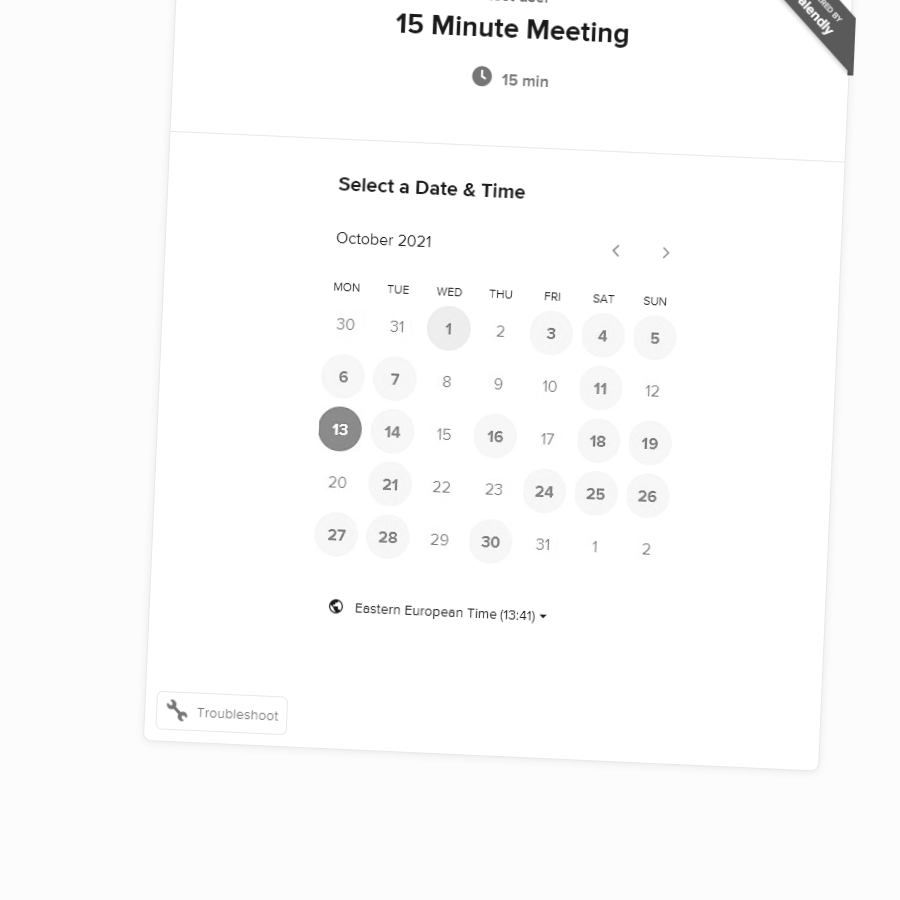 15 Minute Meeting
15 min
Select a Date & Time
October 2021
MON TUE WED THU FRI SAT SUN
30 31 1 2 3 4 5
6 7 8 9 10 11 12
13 14 15 16 17 18 19
20 21 22 23 24 25 26
27 28 29 30 31 1 2
Eastern European Time (13:41)
Troubleshoot